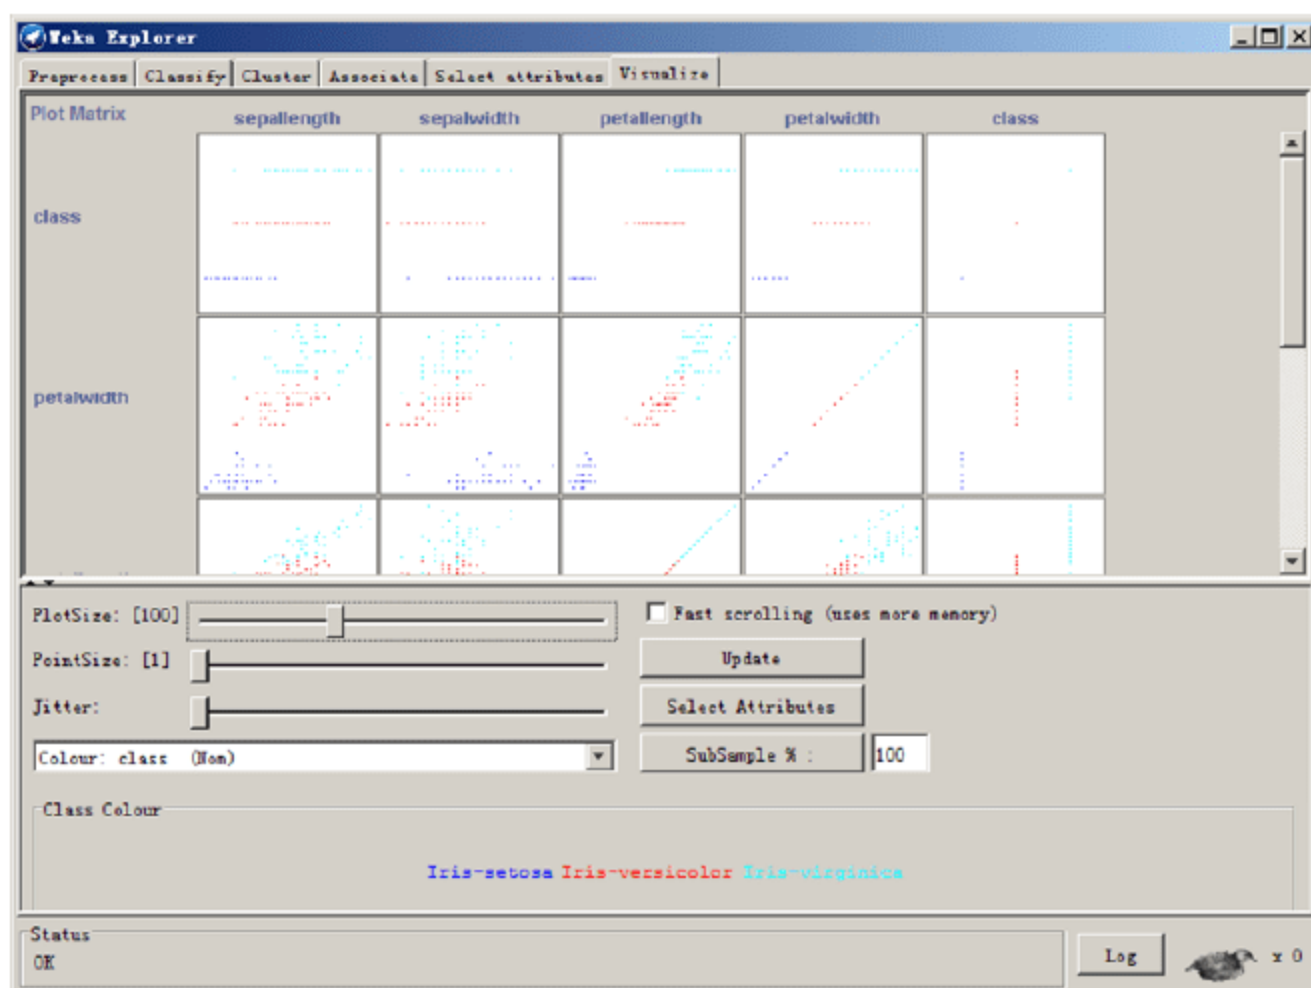 Weka Explorer
Preprocess Classify Cluster Associate Select attributes Visualize
Plot Matrix sepallength sepalwidth petallength petalwidth class
class
petalwidth
PlotSize: [100]
Fast scrolling (uses more memory)
PointSize: [1]
Update
Jitter:
Select Attributes
Colour: class (Nom)
SubSample % : 100
Class Colour
Iris-setosa Iris-versicolor Iris-virginica
Status
OK
Log
x 0